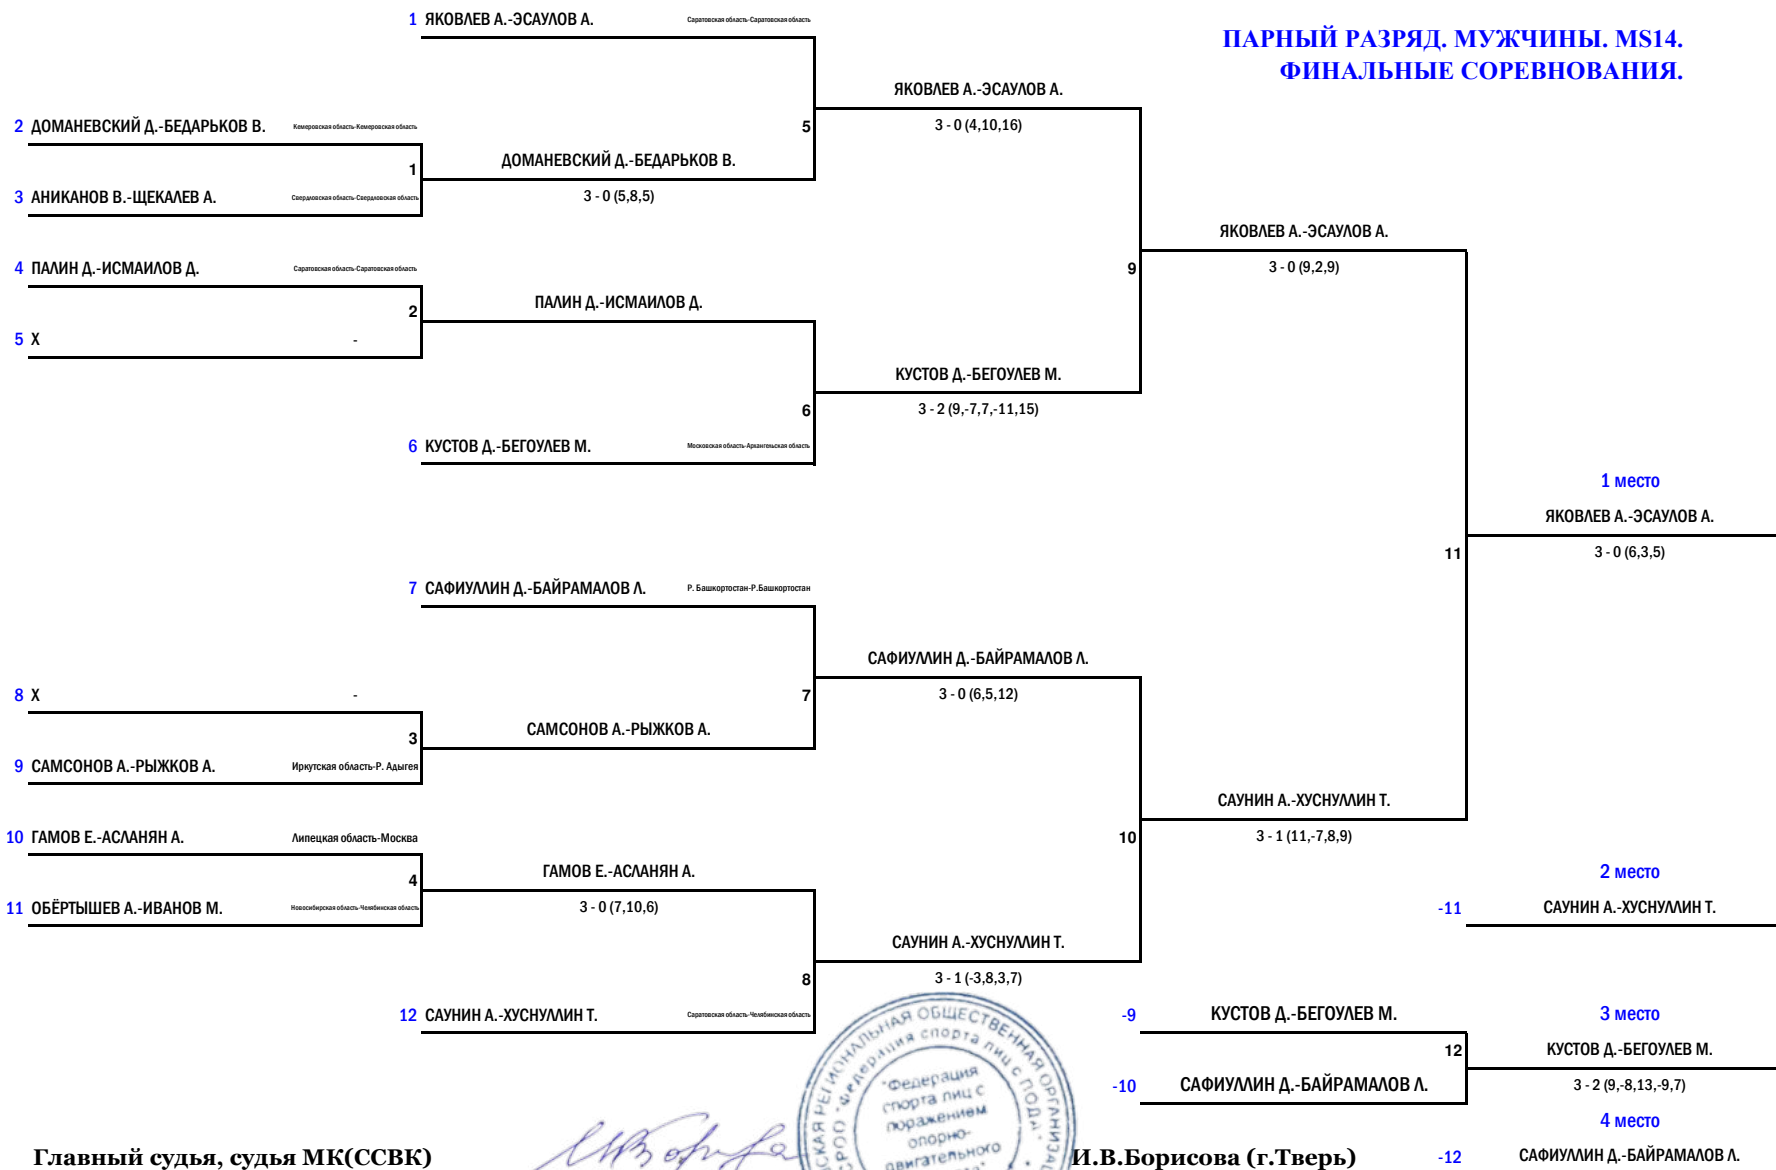 1 ЯКОВЛЕВ А.-ЭСАУЛОВ А. Саратовская область-Саратовская область
ПАРНЫЙ РАЗРЯД. МУЖЧИНЫ. MS14.
ФИНАЛЬНЫЕ СОРЕВНОВАНИЯ.
ЯКОВЛЕВ А.-ЭСАУЛОВ А.
2 ДОМАНЕВСКИЙ Д.-БЕДАРЬКОВ В. Кемеровская область-Кемеровская область
5
3 - 0 (4,10,16)
1
ДОМАНЕВСКИЙ Д.-БЕДАРЬКОВ В.
3 АНИКАНОВ В.-ЩЕКАЛЕВ А. Свердловская область-Свердловская область
3 - 0 (5,8,5)
ЯКОВЛЕВ А.-ЭСАУЛОВ А.
4 ПАЛИН Д.-ИСМАИЛОВ Д. Саратовская область-Саратовская область
9
3 - 0 (9,2,9)
2
ПАЛИН Д.-ИСМАИЛОВ Д.
5 X -
КУСТОВ Д.-БЕГОУЛЕВ М.
6
3 - 2 (9,-7,7,-11,15)
6 КУСТОВ Д.-БЕГОУЛЕВ М. Московская область-Архангельская область
1 место
ЯКОВЛЕВ А.-ЭСАУЛОВ А.
11
3 - 0 (6,3,5)
7 САФИУЛЛИН Д.-БАЙРАМАЛОВ Л. Р. Башкортостан-Р.Башкортостан
САФИУЛЛИН Д.-БАЙРАМАЛОВ Л.
8 X -
7
3 - 0 (6,5,12)
3
САМСОНОВ А.-РЫЖКОВ А.
9 САМСОНОВ А.-РЫЖКОВ А. Иркутская область-Р. Адыгея
САУНИН А.-ХУСНУЛЛИН Т.
10 ГАМОВ Е.-АСЛАНЯН А. Липецкая область-Москва
10
3 - 1 (11,-7,8,9)
4
ГАМОВ Е.-АСЛАНЯН А.
2 место
11 ОБЁРТЫШЕВ А.-ИВАНОВ М. Новосибирская область-Челябинская область
3 - 0 (7,10,6)
-11 САУНИН А.-ХУСНУЛЛИН Т.
САУНИН А.-ХУСНУЛЛИН Т.
8
3 - 1 (-3,8,3,7)
12 САУНИН А.-ХУСНУЛЛИН Т. Саратовская область-Челябинская область
-9 КУСТОВ Д.-БЕГОУЛЕВ М.
3 место
12
КУСТОВ Д.-БЕГОУЛЕВ М.
-10 САФИУЛЛИН Д.-БАЙРАМАЛОВ Л.
3 - 2 (9,-8,13,-9,7)
4 место
"Федерация
спорта лиц с
поражением
опорно-
двигательного
Главный судья, судья МК(ССВК)
И.В.Борисова (г.Тверь)
-12 САФИУЛЛИН Д.-БАЙРАМАЛОВ Л.